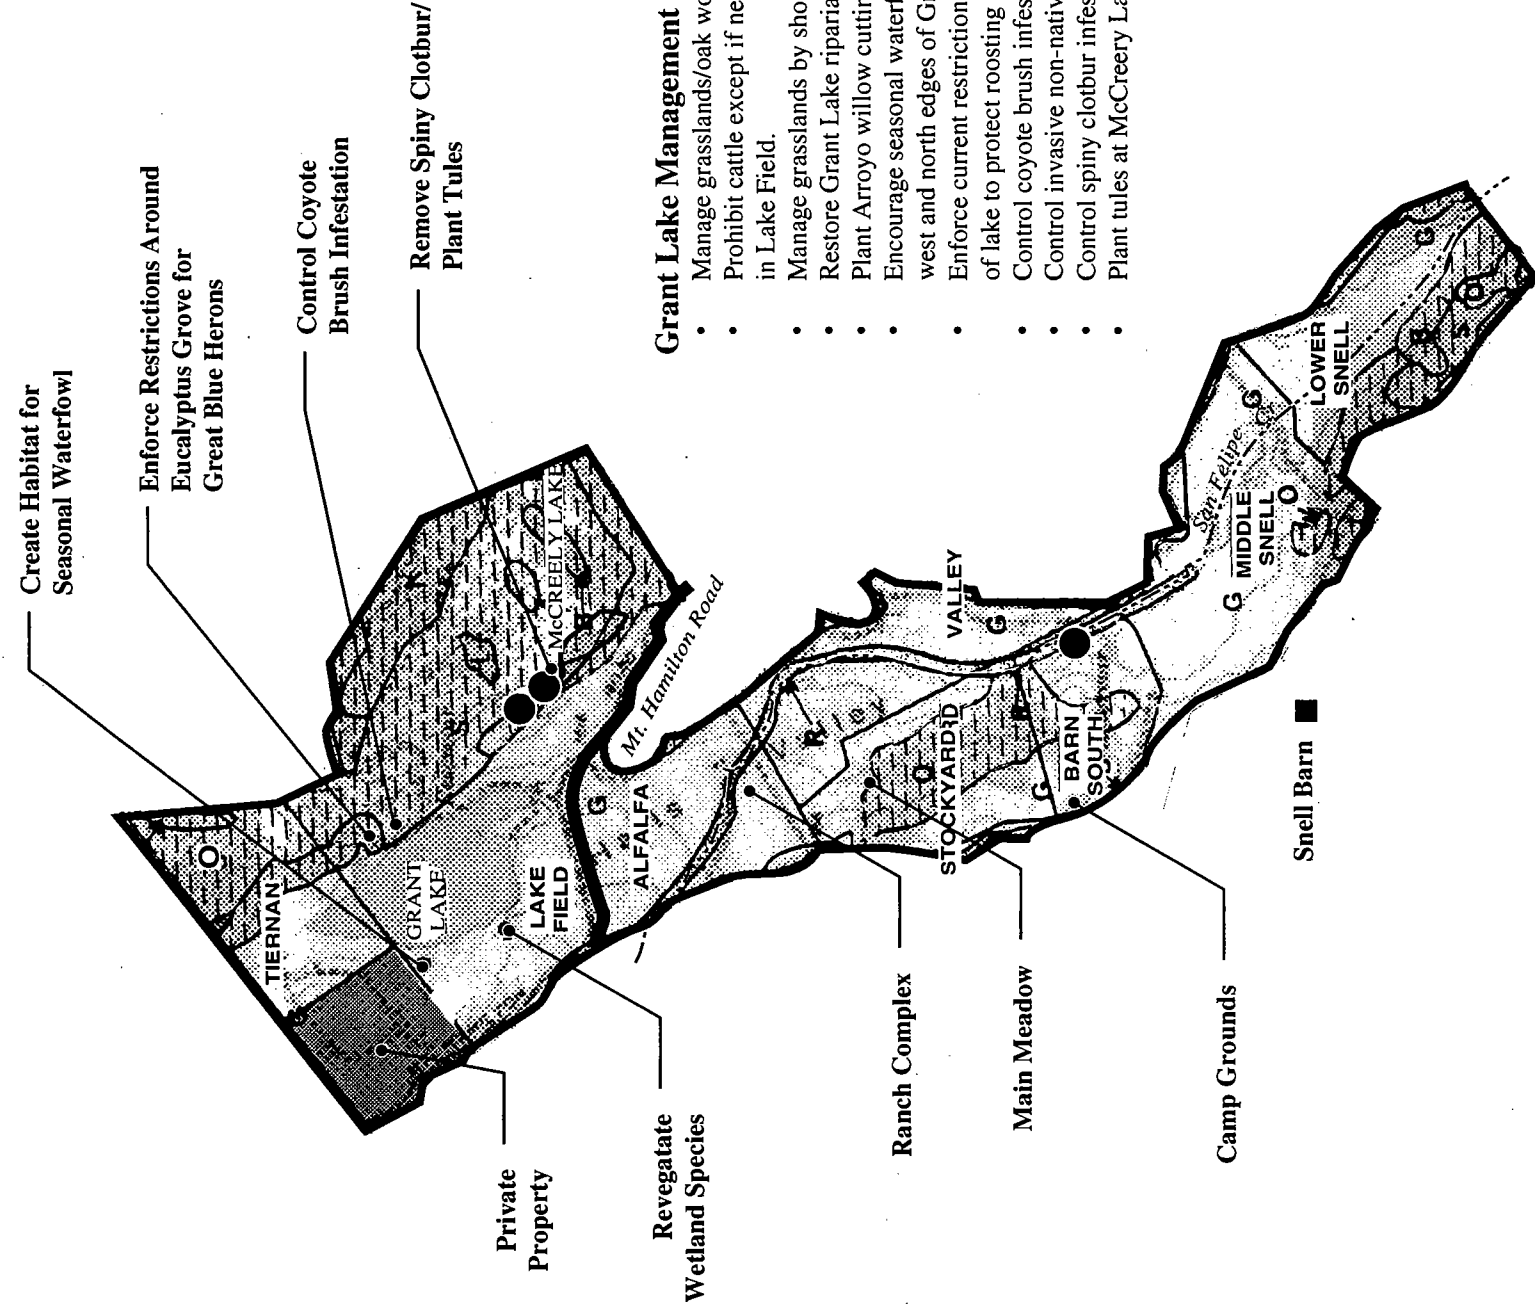 Create Habitat for
Seasonal Waterfowl
Enforce Restrictions Around
Eucalyptus Grove for
Great Blue Herons
Control Coyote
Brush Infestation
Remove Spiny Clotbur/
Plant Tules
Private
Property
Revegatate
Wetland Species
Ranch Complex
Main Meadow
Camp Grounds
Snell Barn
TIERNAN
GRANT
LAKE
LAKE
FIELD
McCREELY LAKE
Mt. Hamilton Road
ALFALFA
VALLEY
STOCKYARD
BARN
SOUTH
MIDDLE
SNELL
LOWER
SNELL
San Felipe Cr.
O
G
G
B
R
O
G
G
G
O
G
G
Grant Lake Management
• Manage grasslands/oak wo
• Prohibit cattle except if ne
in Lake Field.
• Manage grasslands by sho
• Restore Grant Lake riparia
• Plant Arroyo willow cuttin
• Encourage seasonal waterf
west and north edges of Gr
• Enforce current restriction
of lake to protect roosting
• Control coyote brush infes
• Control invasive non-nativ
• Control spiny clotbur infes
• Plant tules at McCreery La